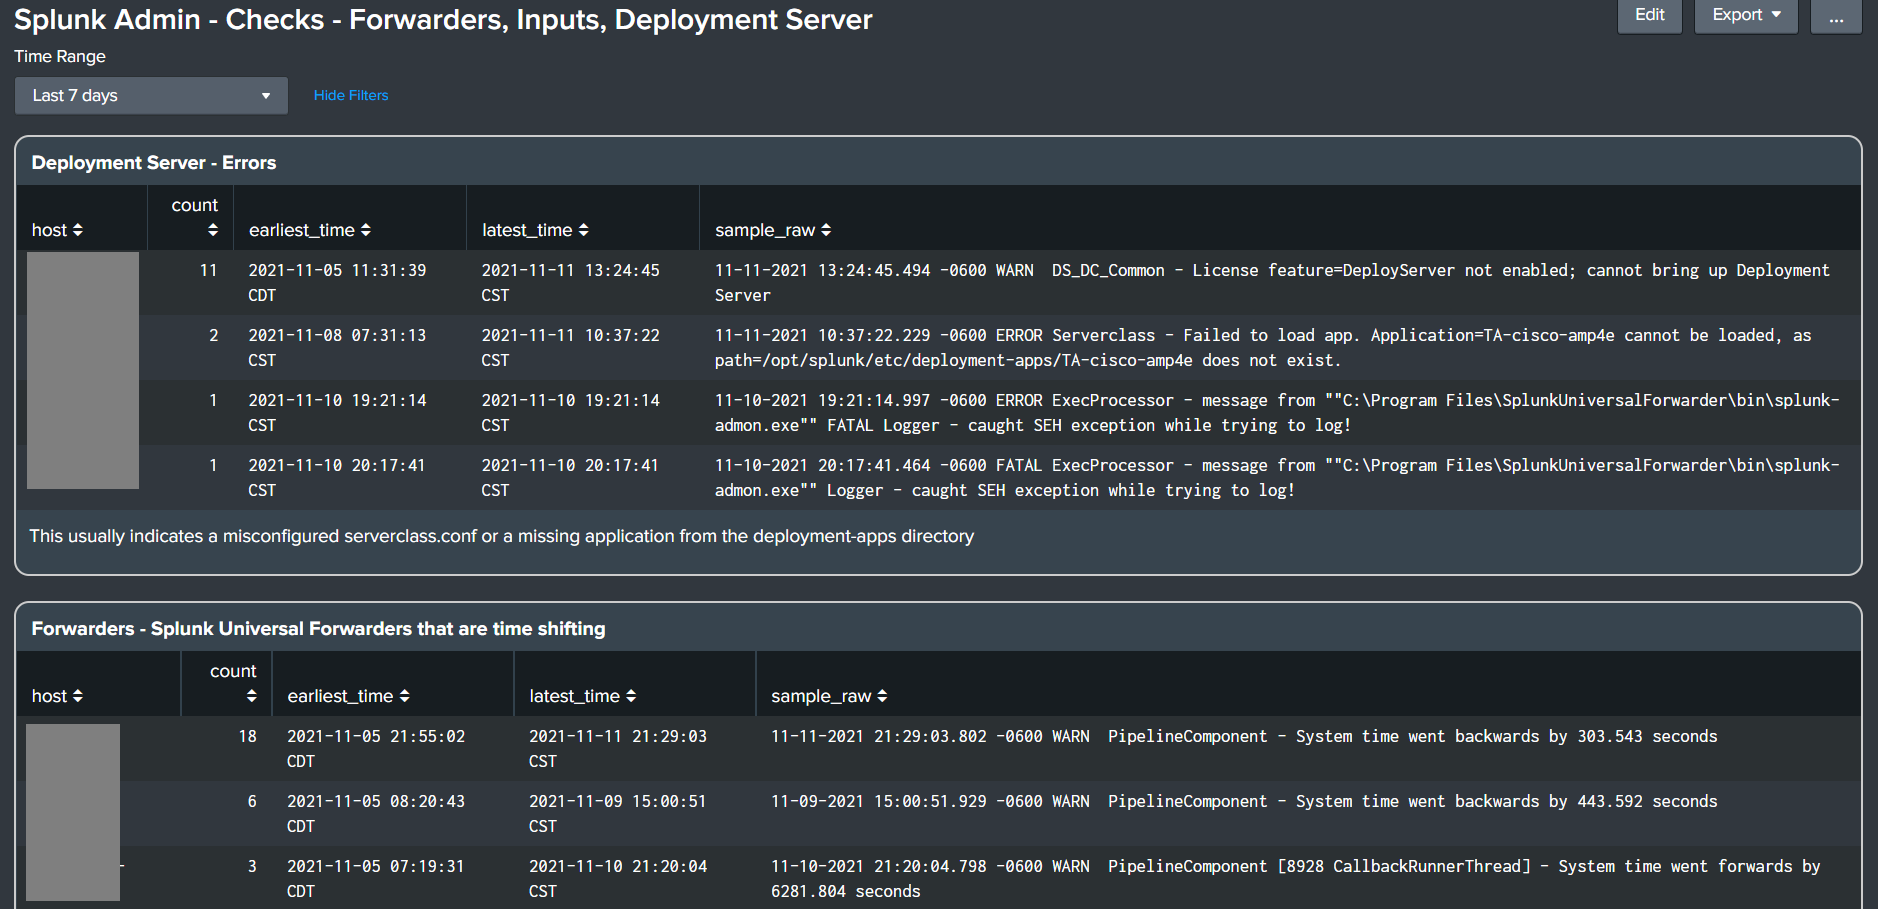 Splunk Admin - Checks - Forwarders, Inputs, Deployment Server
Edit
Export
...
Time Range
Last 7 days
Hide Filters
Deployment Server - Errors
host
count
earliest_time
latest_time
sample_raw
11
2021-11-05 11:31:39
CDT
2021-11-11 13:24:45
CST
11-11-2021 13:24:45.494 -0600 WARN  DS_DC_Common - License feature=DeployServer not enabled; cannot bring up Deployment
Server
2
2021-11-08 07:31:13
CST
2021-11-11 10:37:22
CST
11-11-2021 10:37:22.229 -0600 ERROR Serverclass - Failed to load app. Application=TA-cisco-amp4e cannot be loaded, as
path=/opt/splunk/etc/deployment-apps/TA-cisco-amp4e does not exist.
1
2021-11-10 19:21:14
CST
2021-11-10 19:21:14
CST
11-10-2021 19:21:14.997 -0600 ERROR ExecProcessor - message from ""C:\Program Files\SplunkUniversalForwarder\bin\splunk-
admon.exe"" FATAL Logger - caught SEH exception while trying to log!
1
2021-11-10 20:17:41
CST
2021-11-10 20:17:41
CST
11-10-2021 20:17:41.464 -0600 FATAL ExecProcessor - message from ""C:\Program Files\SplunkUniversalForwarder\bin\splunk-
admon.exe"" Logger - caught SEH exception while trying to log!
This usually indicates a misconfigured serverclass.conf or a missing application from the deployment-apps directory
Forwarders - Splunk Universal Forwarders that are time shifting
host
count
earliest_time
latest_time
sample_raw
18
2021-11-05 21:55:02
CDT
2021-11-11 21:29:03
CST
11-11-2021 21:29:03.802 -0600 WARN  PipelineComponent - System time went backwards by 303.543 seconds
6
2021-11-05 08:20:43
CDT
2021-11-09 15:00:51
CST
11-09-2021 15:00:51.929 -0600 WARN  PipelineComponent - System time went backwards by 443.592 seconds
3
2021-11-05 07:19:31
CDT
2021-11-10 21:20:04
CST
11-10-2021 21:20:04.798 -0600 WARN  PipelineComponent [8928 CallbackRunnerThread] - System time went forwards by
6281.804 seconds